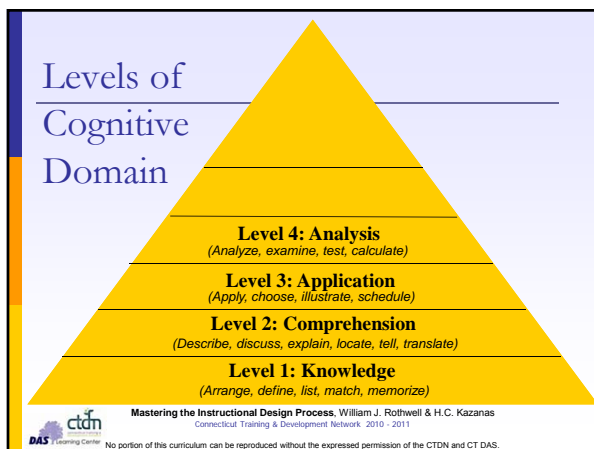 Levels of
Cognitive
Domain
Level 4: Analysis
(Analyze, examine, test, calculate)
Level 3: Application
(Apply, choose, illustrate, schedule)
Level 2: Comprehension
(Describe, discuss, explain, locate, tell, translate)
Level 1: Knowledge
(Arrange, define, list, match, memorize)
Mastering the Instructional Design Process, William J. Rothwell & H.C. Kazanas
Connecticut Training & Development Network 2010 - 2011
ctdn
DAS Learning Center
No portion of this curriculum can be reproduced without the expressed permission of the CTDN and CT DAS.